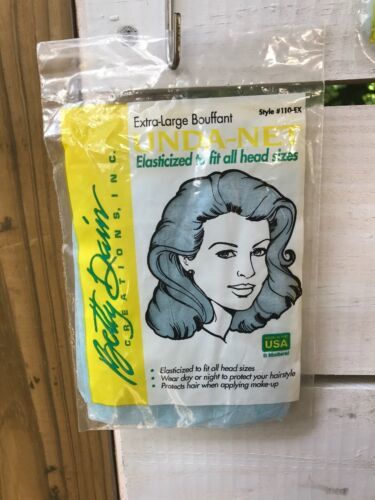 Style #110-EX
Extra-Large Bouffant
UNDA-NET
Elasticized to fit all head sizes
Betty Dain
CREATIONS, INC.
USA
• Elasticized to fit all head sizes
• Wear day or night to protect your hairstyle
• Protects hair when applying make-up